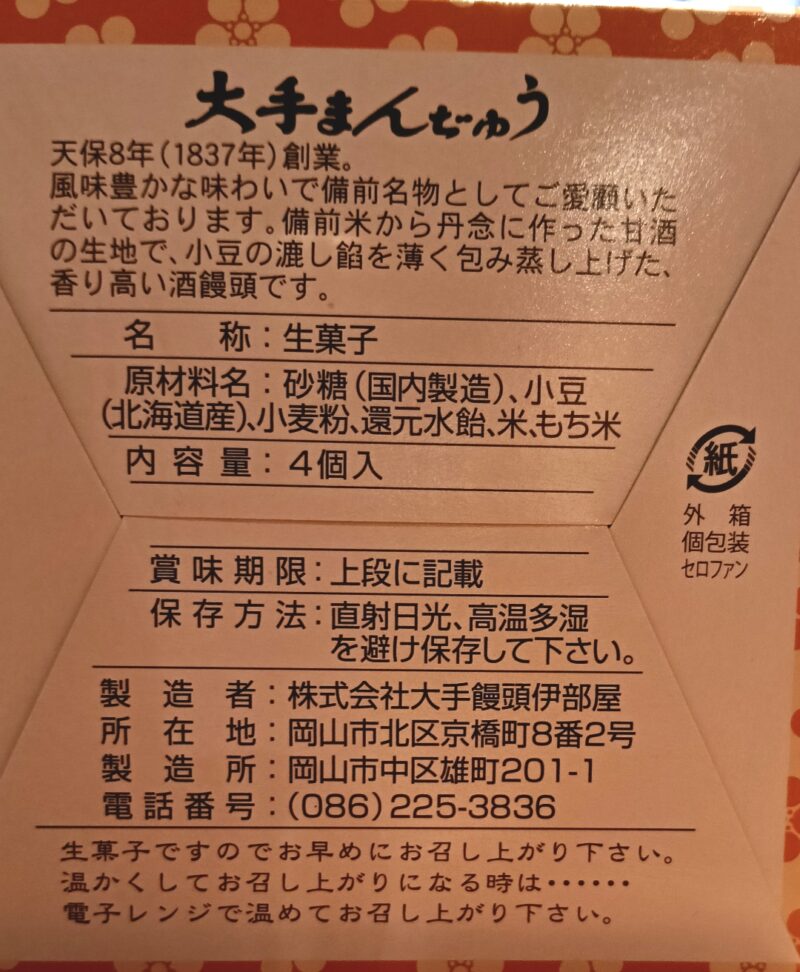 大手まんぢゅう
天保8年(1837年)創業。
風味豊かな味わいで備前名物としてご愛顧いた
だいております。備前米から丹念に作った甘酒
の生地で、小豆の漉し餡を薄く包み蒸し上げた、
香り高い酒饅頭です。
名称：生菓子
原材料名：砂糖(国内製造)、小豆
(北海道産)、小麦粉、還元水飴、米、もち米
内容量：4個入
紙
外箱
個包装
セロファン
賞味期限：上段に記載
保存方法：直射日光、高温多湿
を避け保存して下さい。
製造者：株式会社大手饅頭伊部屋
所在地：岡山市北区京橋町8番2号
製造所：岡山市中区雄町201-1
電話番号：(086)225-3836
生菓子ですのでお早めにお召し上がり下さい。
温かくしてお召し上がりになる時は……
電子レンジで温めてお召し上がり下さい。